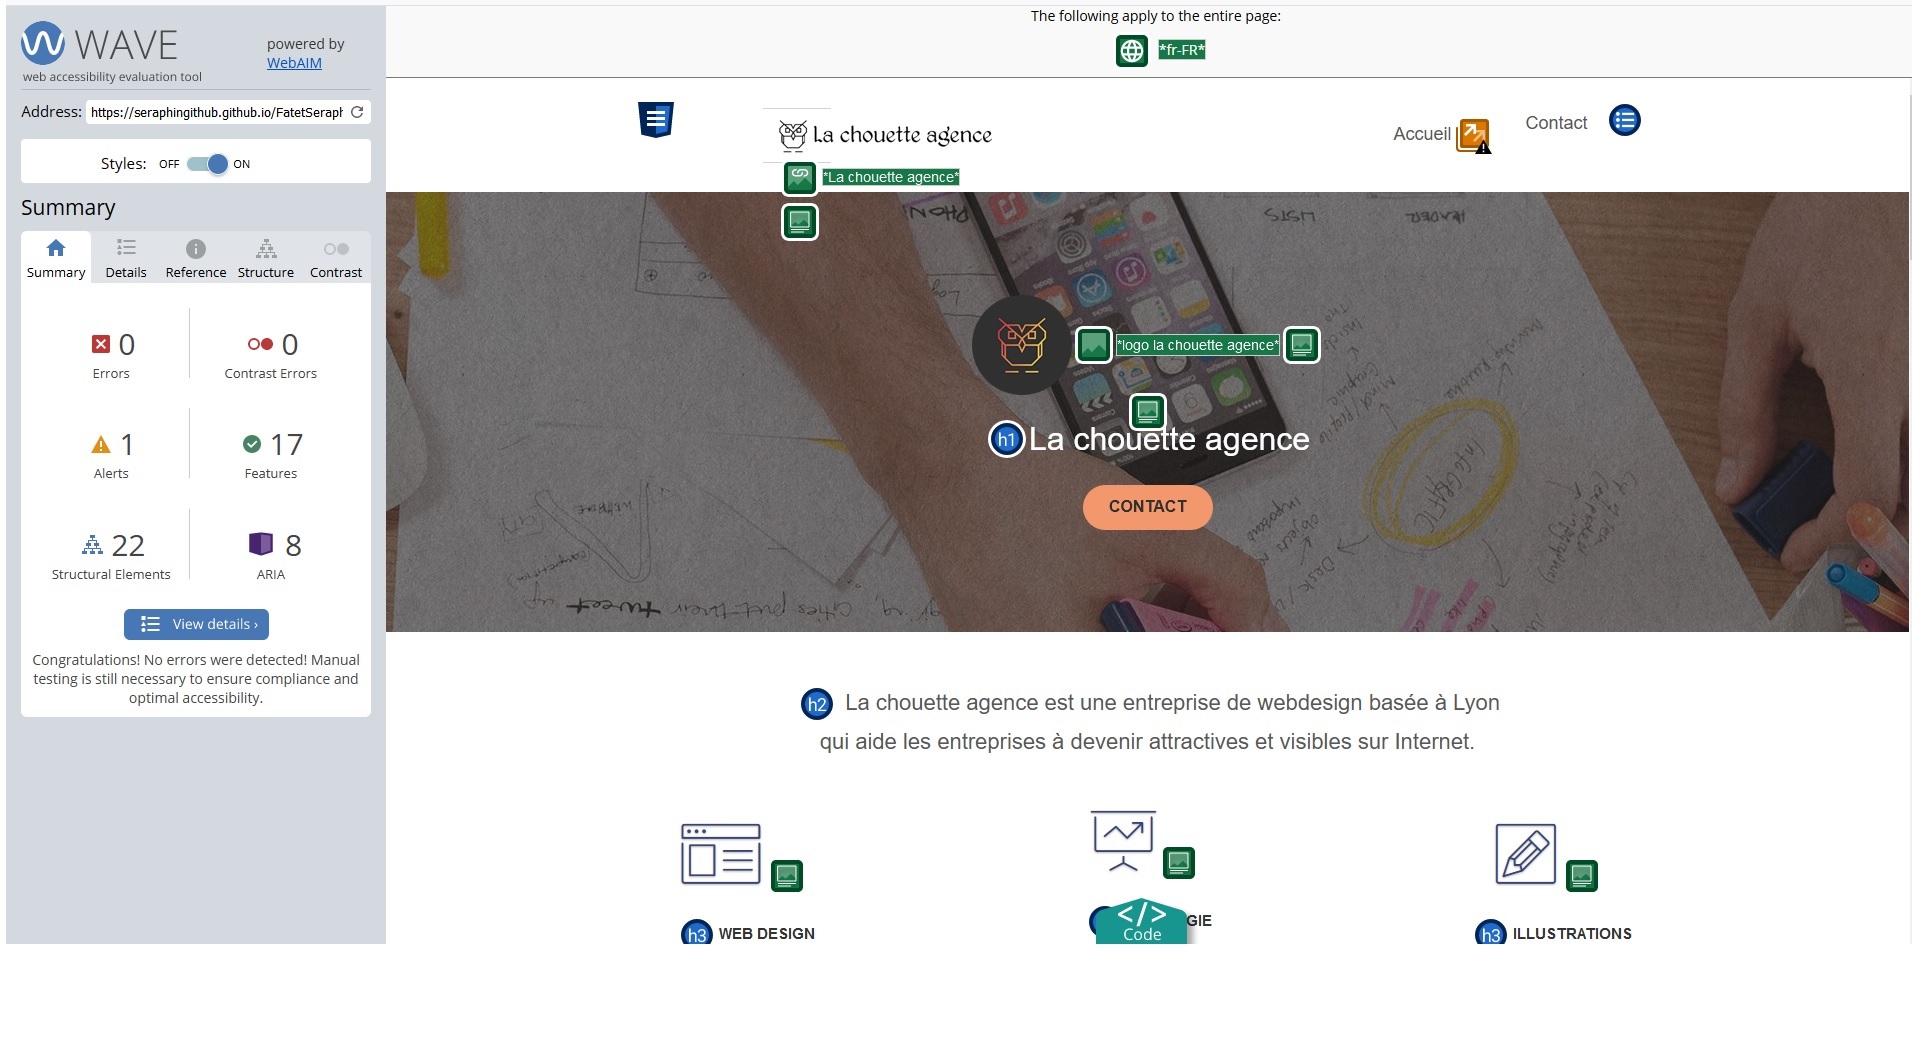 WAVE
powered by
WebAIM
web accessibility evaluation tool
Address: https://seraphingithub.github.io/FatetSeraph
Styles: OFF ON
Summary
Summary
Details
Reference
Structure
Contrast
0
Errors
0
Contrast Errors
1
Alerts
17
Features
22
Structural Elements
8
ARIA
View details ›
Congratulations! No errors were detected! Manual
testing is still necessary to ensure compliance and
optimal accessibility.
The following apply to the entire page:
*fr-FR*
La chouette agence
*La chouette agence*
Accueil
Contact
PHON
LISTS
HEADER
*logo la chouette agence*
h1 La chouette agence
CONTACT
tweet
h2 La chouette agence est une entreprise de webdesign basée à Lyon
qui aide les entreprises à devenir attractives et visibles sur Internet.
h3 WEB DESIGN
GIE
h3 ILLUSTRATIONS
</>
Code